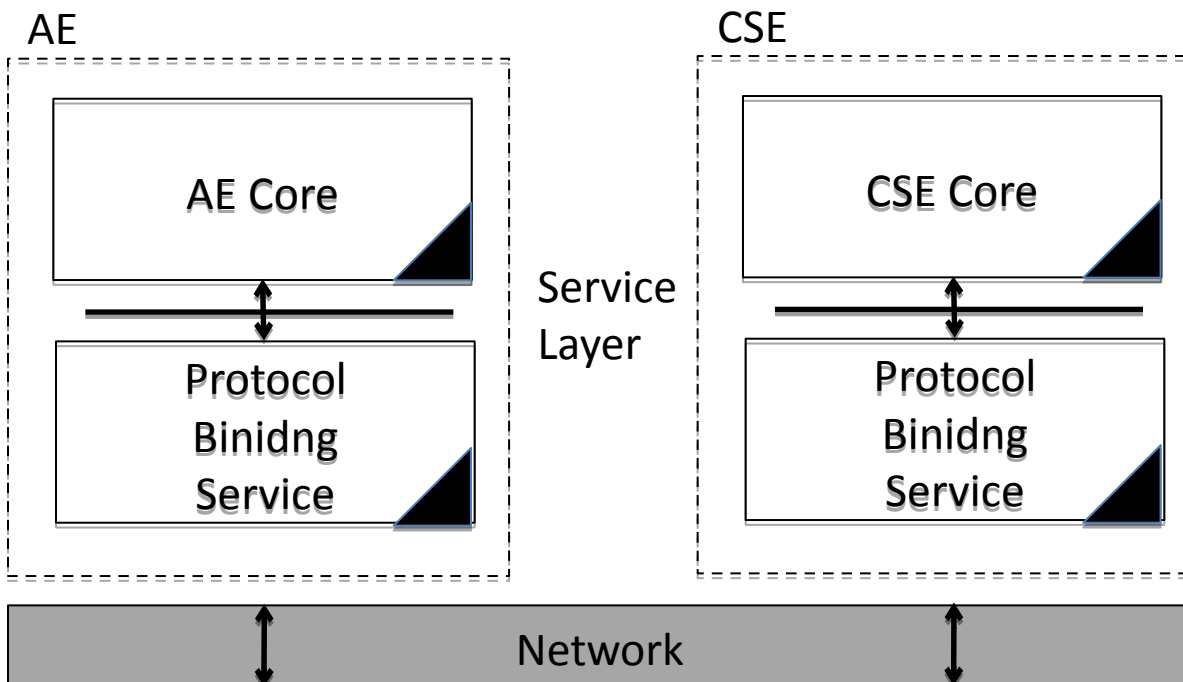 AE
CSE
AE Core
CSE Core
Service
Layer
Protocol
Binidng
Service
Protocol
Binidng
Service
Network